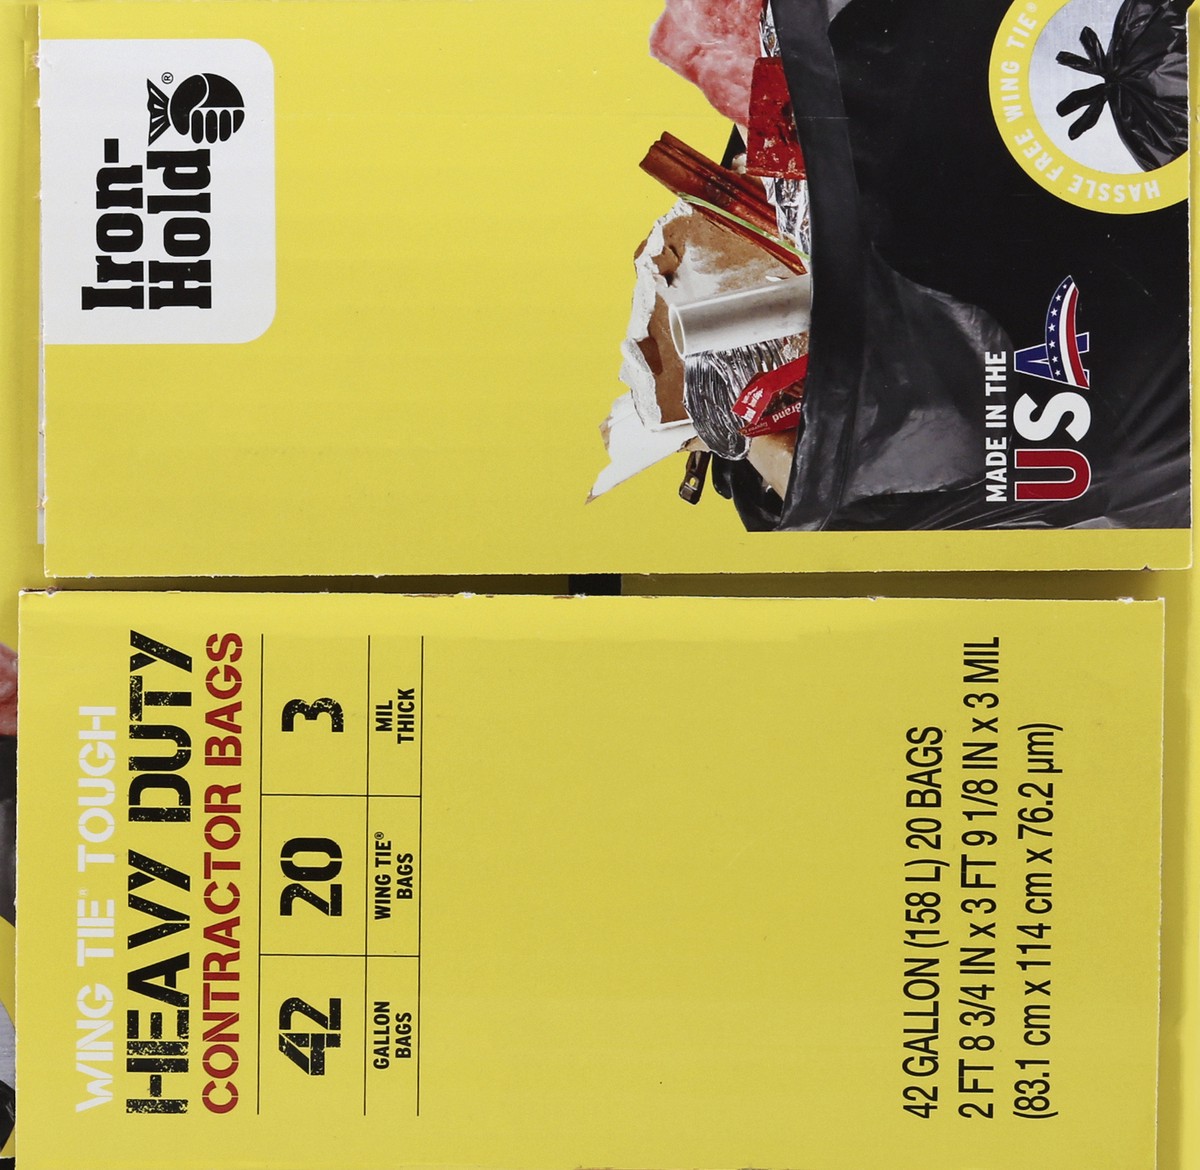 Iron-
Hold®
HASSLE FREE WING TIE®
MADE IN THE
USA
Brand
WING TIE® TOUGH
HEAVY DUTY
CONTRACTOR BAGS
42
GALLON
BAGS
20
WING TIE®
BAGS
3
MIL
THICK
42 GALLON (158 L) 20 BAGS
2 FT 8 3/4 IN x 3 FT 9 1/8 IN x 3 MIL
(83.1 cm x 114 cm x 76.2 µm)